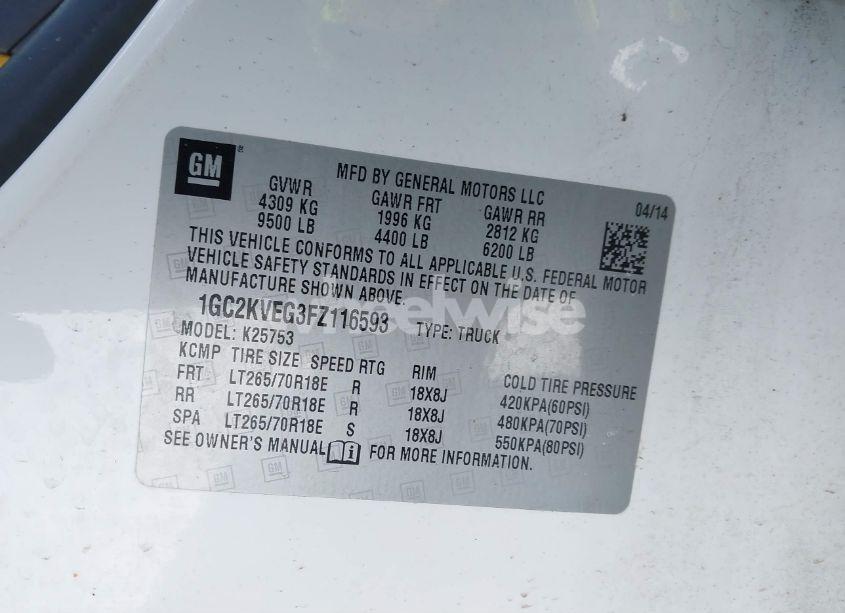 GM
MFD BY GENERAL MOTORS LLC
GVWR GAWR FRT GAWR RR 04/14
4309 KG 1996 KG 2812 KG
9500 LB 4400 LB 6200 LB
THIS VEHICLE CONFORMS TO ALL APPLICABLE U.S. FEDERAL MOTOR
VEHICLE SAFETY STANDARDS IN EFFECT ON THE DATE OF
MANUFACTURE SHOWN ABOVE.
1GC2KVEG3FZ116593 TYPE: TRUCK
wheelwise
MODEL: K25753
KCMP TIRE SIZE SPEED RTG RIM COLD TIRE PRESSURE
FRT LT265/70R18E R 18X8J 420KPA(60PSI)
RR LT265/70R18E R 18X8J 480KPA(70PSI)
SPA LT265/70R18E S 18X8J 550KPA(80PSI)
SEE OWNER'S MANUAL FOR MORE INFORMATION.